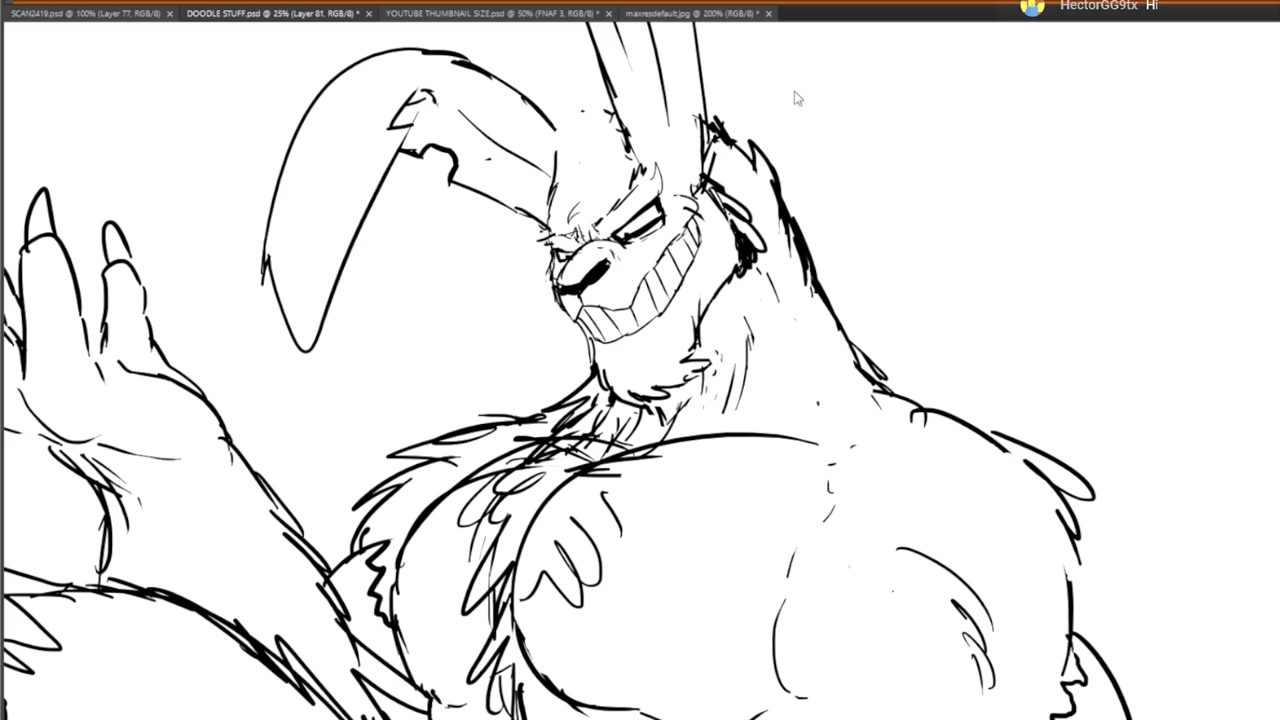 HectorGG9tx Hi
SCAN2419.psd @ 100% (Layer 77, RGB/8) × DOODLE STUFF.psd @ 25% (Layer 81, RGB/8) * × YOUTUBE THUMBNAIL SIZE.psd @ 50% (FNAF 3, RGB/8) * × maxresdefault.jpg @ 200% (RGB/8) * ×